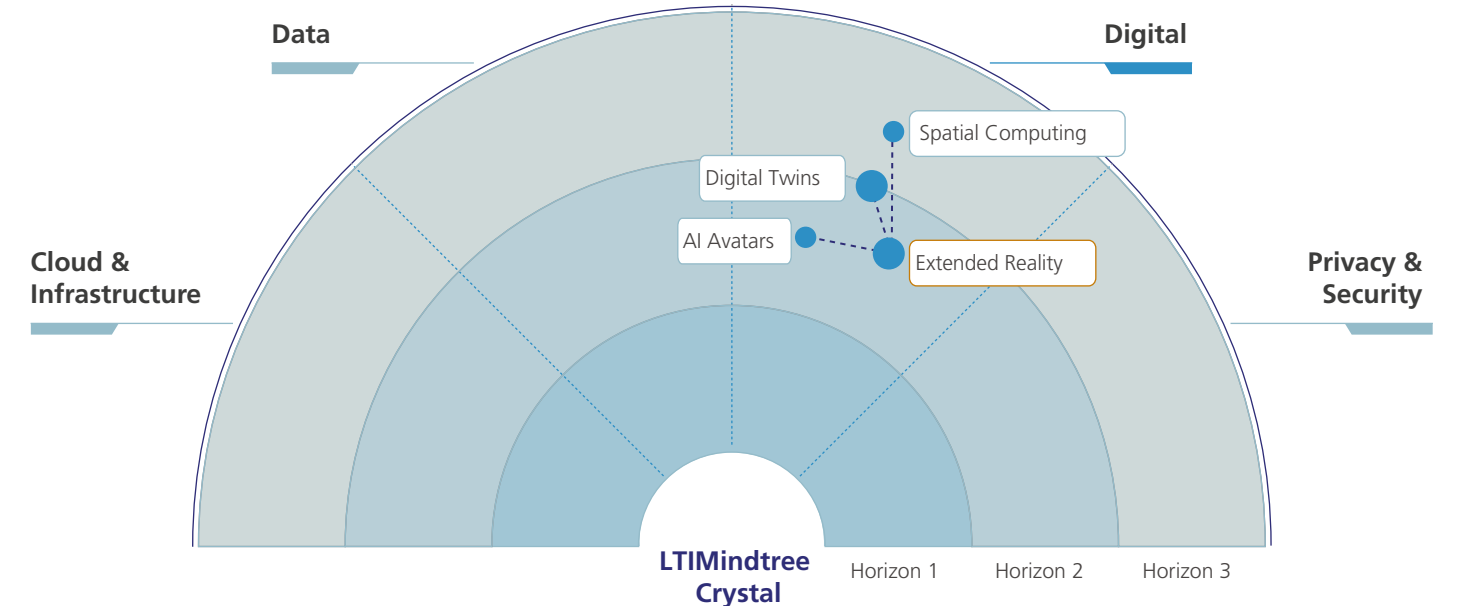 Data
Digital
Spatial Computing
Digital Twins
AI Avatars
Extended Reality
Cloud &
Infrastructure
Privacy &
Security
LTIMindtree
Crystal
Horizon 1
Horizon 2
Horizon 3